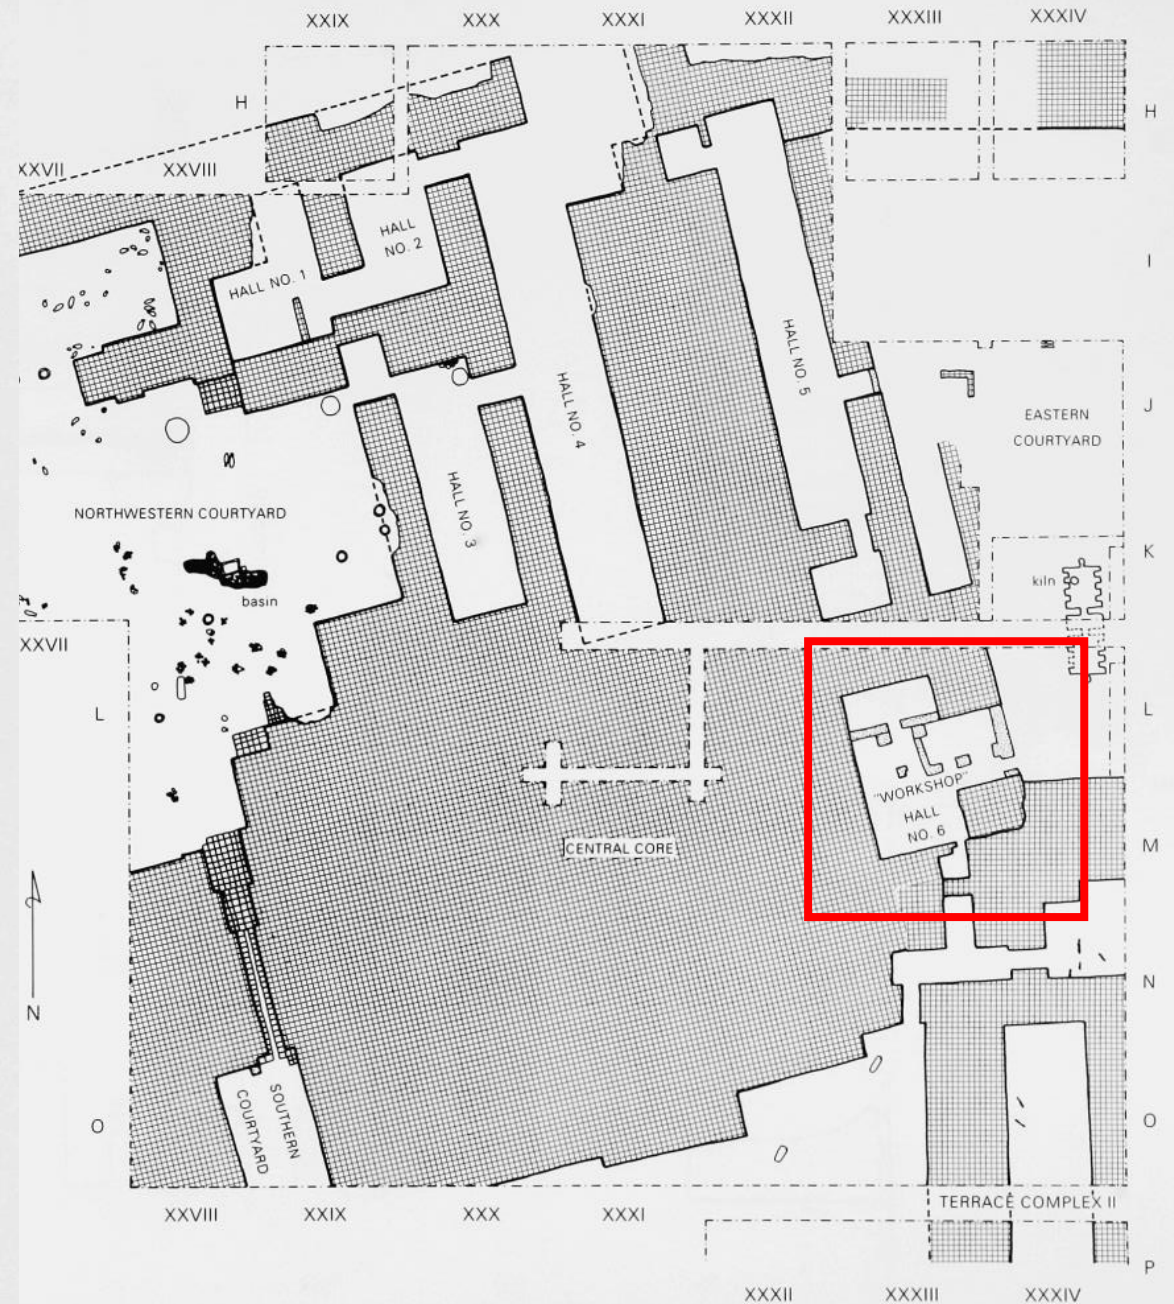 XXIX XXX XXXI XXXII XXXIII XXXIV
H H
XXVII XXVIII
HALL
NO. 2
I
HALL NO. 1
HALL NO. 5
HALL NO. 4
J
EASTERN
COURTYARD
HALL NO. 3
NORTHWESTERN COURTYARD
K
kiln
basin
XXVII
L L
"WORKSHOP"
HALL
NO. 6
CENTRAL CORE
M
N
N
SOUTHERN
COURTYARD
O O
TERRACE COMPLEX II
XXVIII XXIX XXX XXXI
P
XXXII XXXIII XXXIV